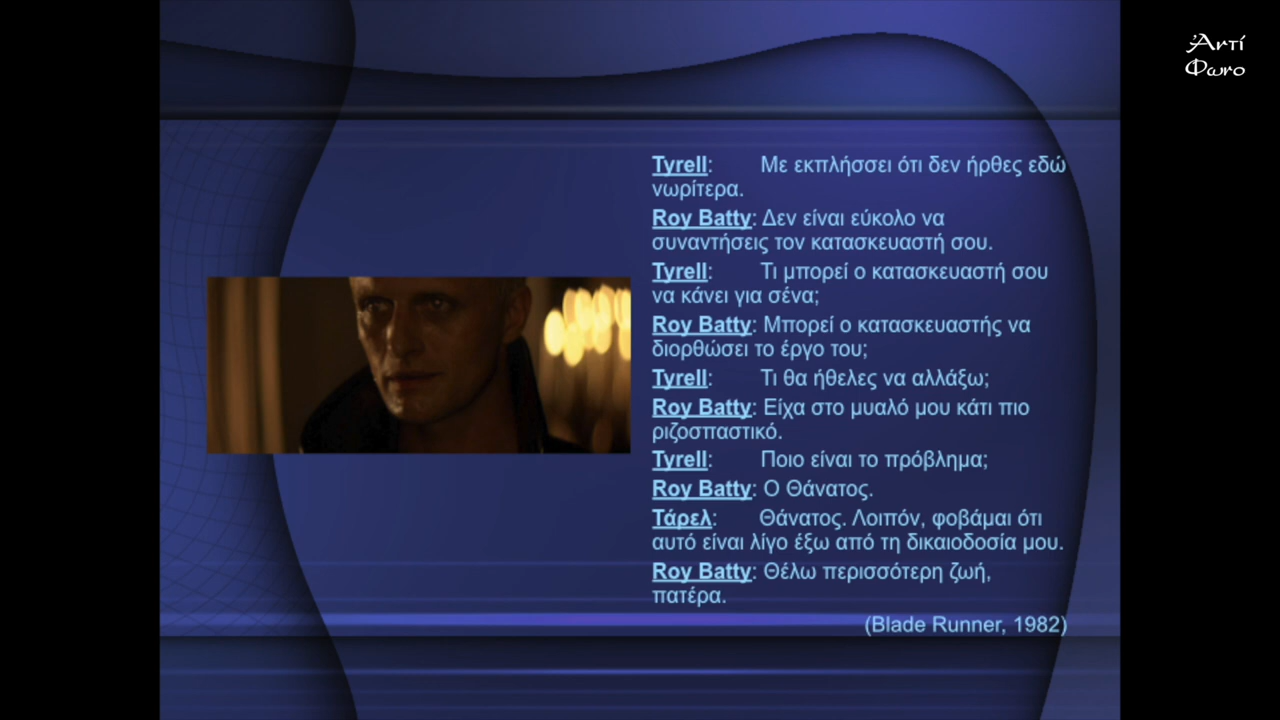 Ἀντί
Φωνο
Tyrell: Με εκπλήσσει ότι δεν ήρθες εδώ
νωρίτερα.
Roy Batty: Δεν είναι εύκολο να
συναντήσεις τον κατασκευαστή σου.
Tyrell: Τι μπορεί ο κατασκευαστή σου
να κάνει για σένα;
Roy Batty: Μπορεί ο κατασκευαστής να
διορθώσει το έργο του;
Tyrell: Τι θα ήθελες να αλλάξω;
Roy Batty: Είχα στο μυαλό μου κάτι πιο
ριζοσπαστικό.
Tyrell: Ποιο είναι το πρόβλημα;
Roy Batty: Ο Θάνατος.
Τάρελ: Θάνατος. Λοιπόν, φοβάμαι ότι
αυτό είναι λίγο έξω από τη δικαιοδοσία μου.
Roy Batty: Θέλω περισσότερη ζωή,
πατέρα.
(Blade Runner, 1982)